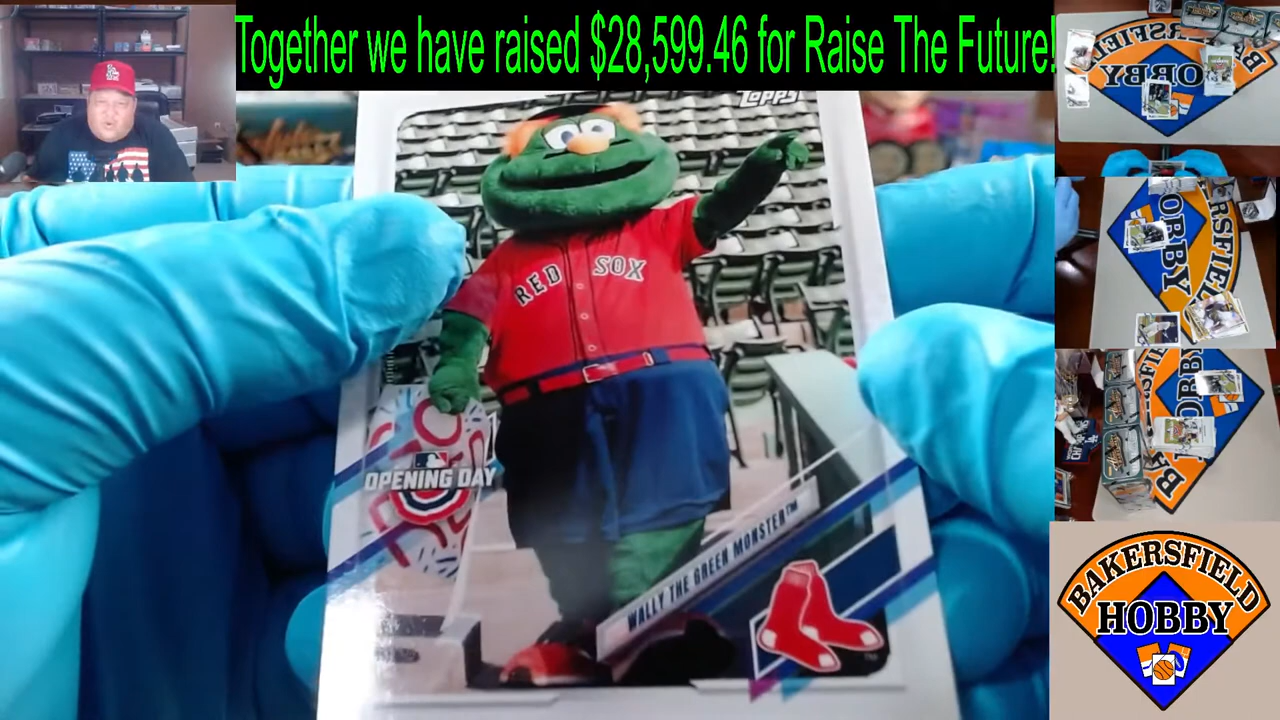 Together we have raised $28,599.46 for Raise The Future!
TOPPS
RED SOX
OPENING DAY
WALLY THE GREEN MONSTER™
BAKERSFIELD
HOBBY